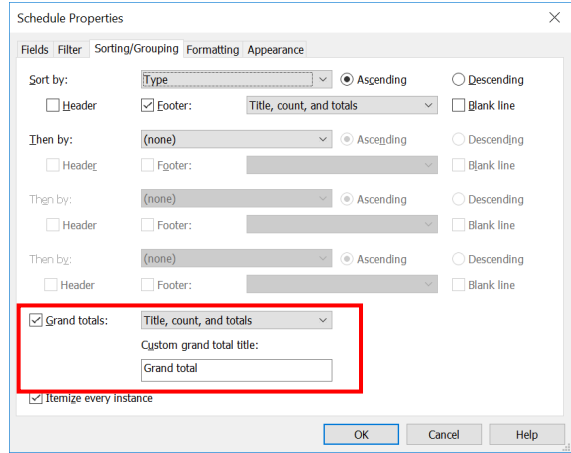 Schedule Properties
Fields Filter Sorting/Grouping Formatting Appearance
Sort by: Type Ascending Descending
Header Footer: Title, count, and totals Blank line
Then by: (none) Ascending Descending
Header Footer: Blank line
Then by: (none) Ascending Descending
Header Footer: Blank line
Then by: (none) Ascending Descending
Header Footer: Blank line
Grand totals: Title, count, and totals
Custom grand total title:
Grand total
Itemize every instance
OK Cancel Help